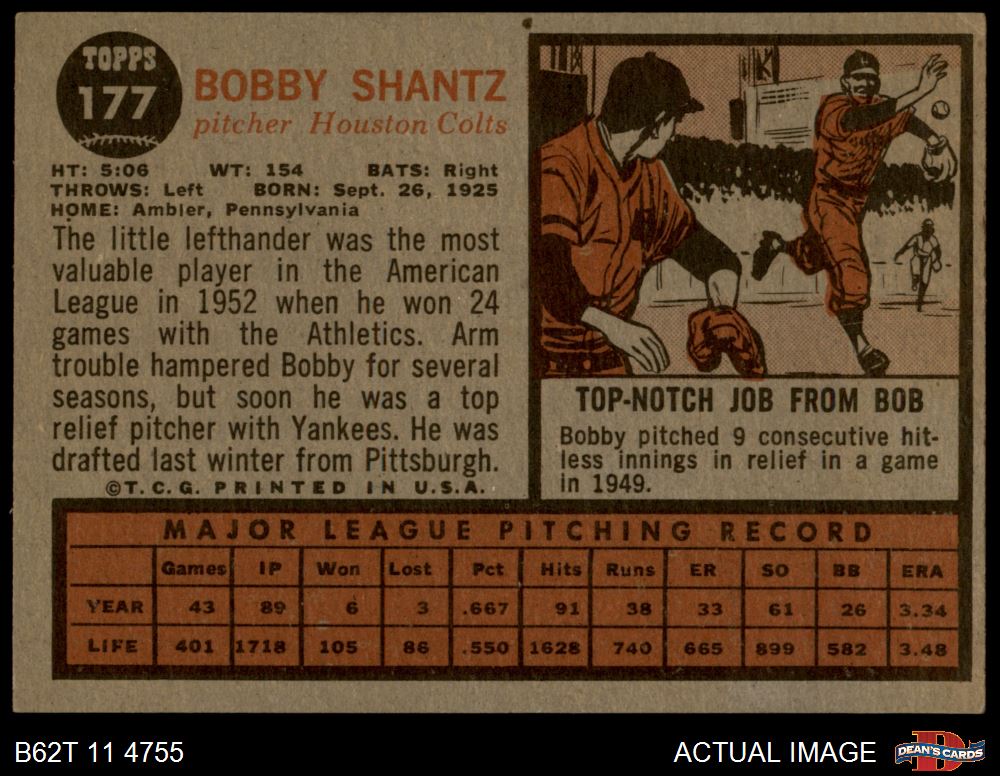 TOPPS
177
BOBBY SHANTZ
pitcher Houston Colts
HT: 5:06 WT: 154 BATS: Right
THROWS: Left BORN: Sept. 26, 1925
HOME: Ambler, Pennsylvania
The little lefthander was the most
valuable player in the American
League in 1952 when he won 24
games with the Athletics. Arm
trouble hampered Bobby for several
seasons, but soon he was a top
relief pitcher with Yankees. He was
drafted last winter from Pittsburgh.
©T.C.G. PRINTED IN U.S.A.
TOP-NOTCH JOB FROM BOB
Bobby pitched 9 consecutive hit-
less innings in relief in a game
in 1949.
MAJOR LEAGUE PITCHING RECORD
Games IP Won Lost Pct Hits Runs ER SO BB ERA
YEAR 43 89 6 3 .667 91 38 33 61 26 3.34
LIFE 401 1718 105 86 .550 1628 740 665 899 582 3.48
B62T 11 4755
ACTUAL IMAGE
DEAN'S CARDS